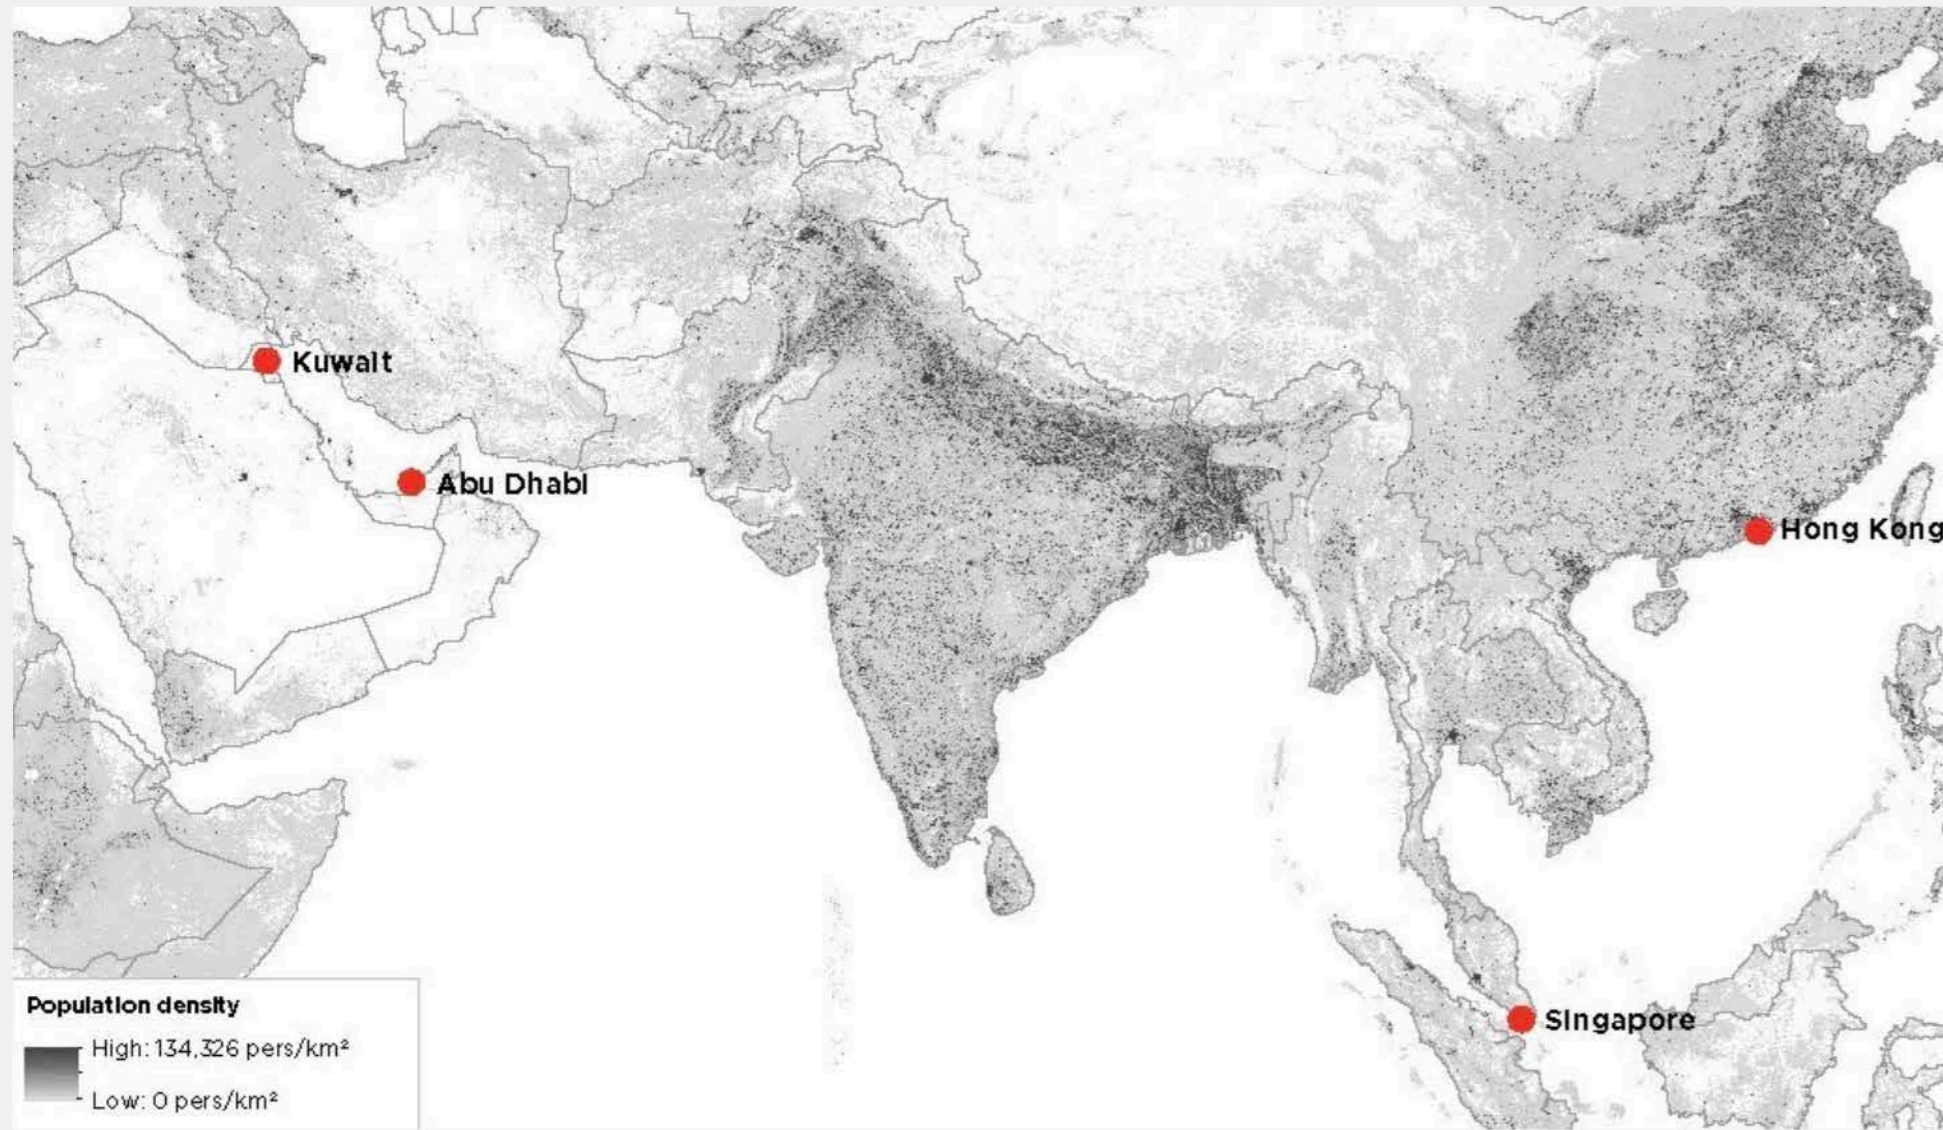 Kuwait
Abu Dhabi
Hong Kong
Singapore
Population density
High: 134,326 pers/km²
Low: 0 pers/km²